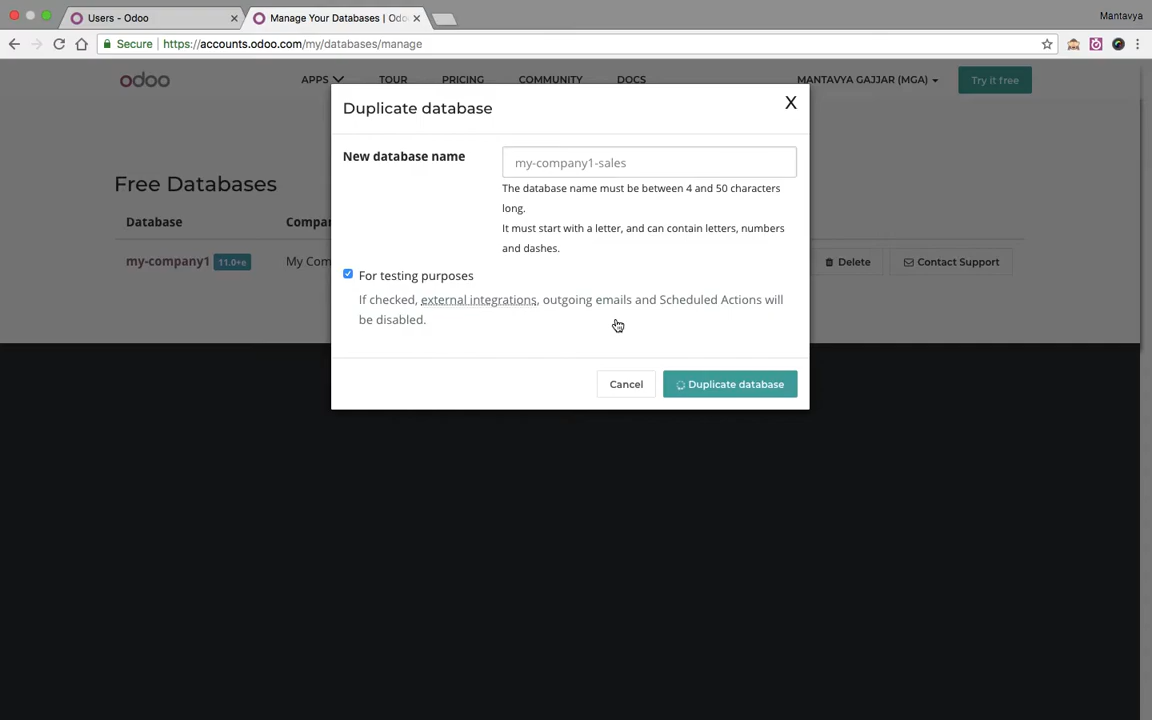 Users - Odoo
Manage Your Databases | Odo
Mantavya
Secure
https://accounts.odoo.com/my/databases/manage
odoo
APPS
TOUR
PRICING
COMMUNITY
DOCS
MANTAVYA GAJJAR (MGA)
Try it free
Duplicate database
X
New database name
my-company1-sales
The database name must be between 4 and 50 characters
long.
It must start with a letter, and can contain letters, numbers
and dashes.
For testing purposes
If checked, external integrations, outgoing emails and Scheduled Actions will
be disabled.
Cancel
Duplicate database
Free Databases
Database
Compa
my-company1
11.0+e
My Com
Delete
Contact Support